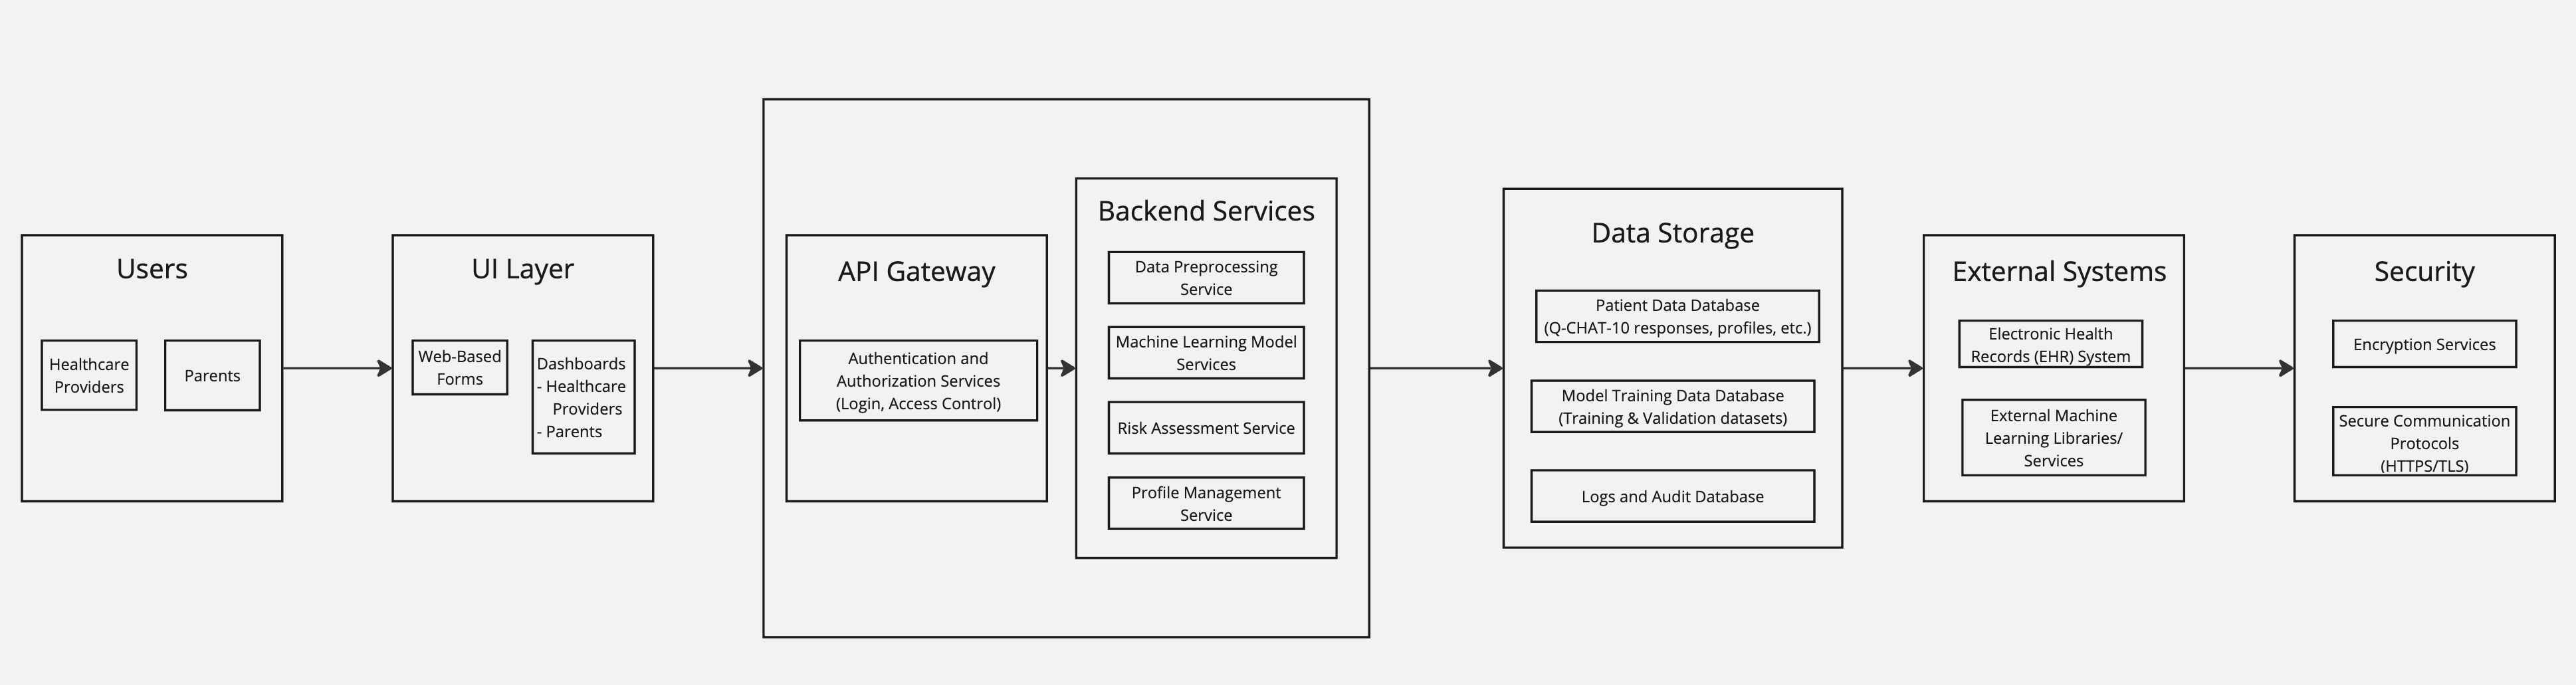 Users
Healthcare
Providers
Parents
UI Layer
Web-Based
Forms
Dashboards
- Healthcare
Providers
- Parents
API Gateway
Authentication and
Authorization Services
(Login, Access Control)
Backend Services
Data Preprocessing
Service
Machine Learning Model
Services
Risk Assessment Service
Profile Management
Service
Data Storage
Patient Data Database
(Q-CHAT-10 responses, profiles, etc.)
Model Training Data Database
(Training & Validation datasets)
Logs and Audit Database
External Systems
Electronic Health
Records (EHR) System
External Machine
Learning Libraries/
Services
Security
Encryption Services
Secure Communication
Protocols
(HTTPS/TLS)